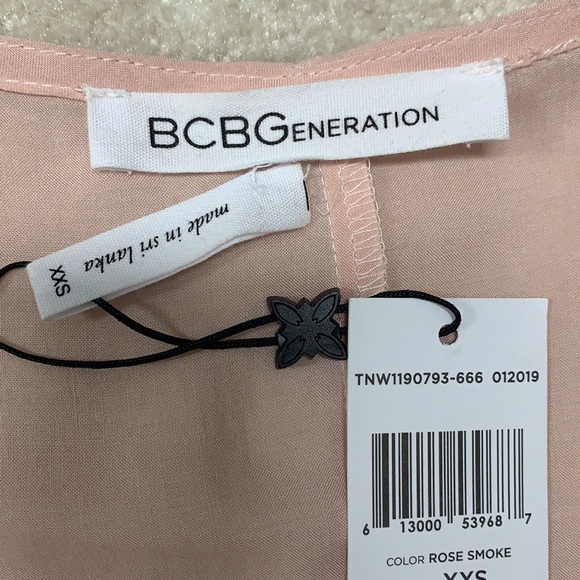 BCBGENERATION
made in sri lanka
XXS
TNW1190793-666 012019
6 13000 53968 7
COLOR ROSE SMOKE
XXS